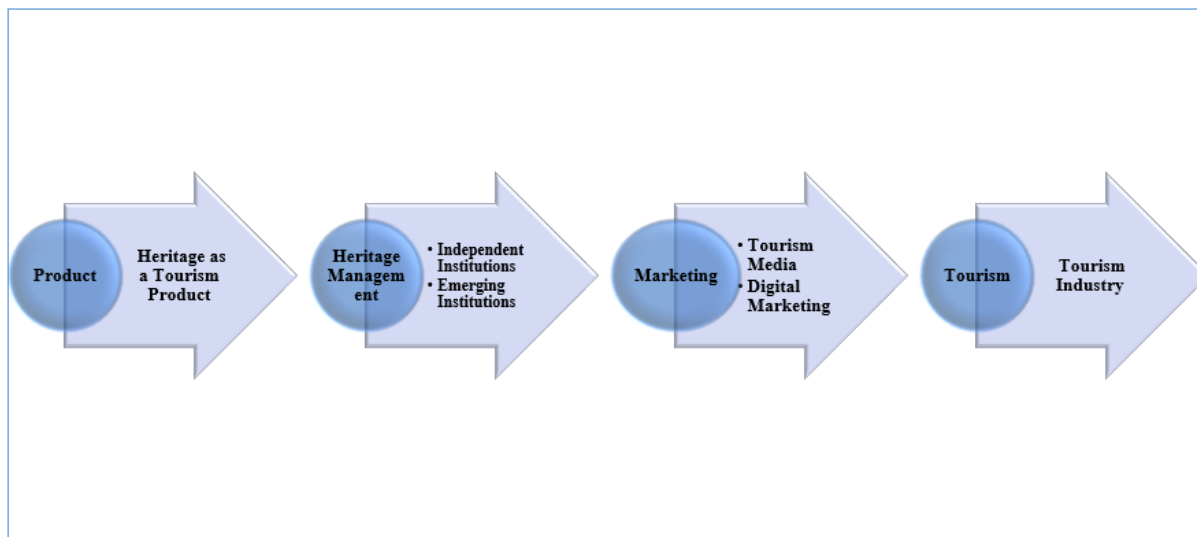 Product
Heritage as
a Tourism
Product
Heritage
Managem
ent
• Independent
Institutions
• Emerging
Institutions
Marketing
• Tourism
Media
• Digital
Marketing
Tourism
Tourism
Industry